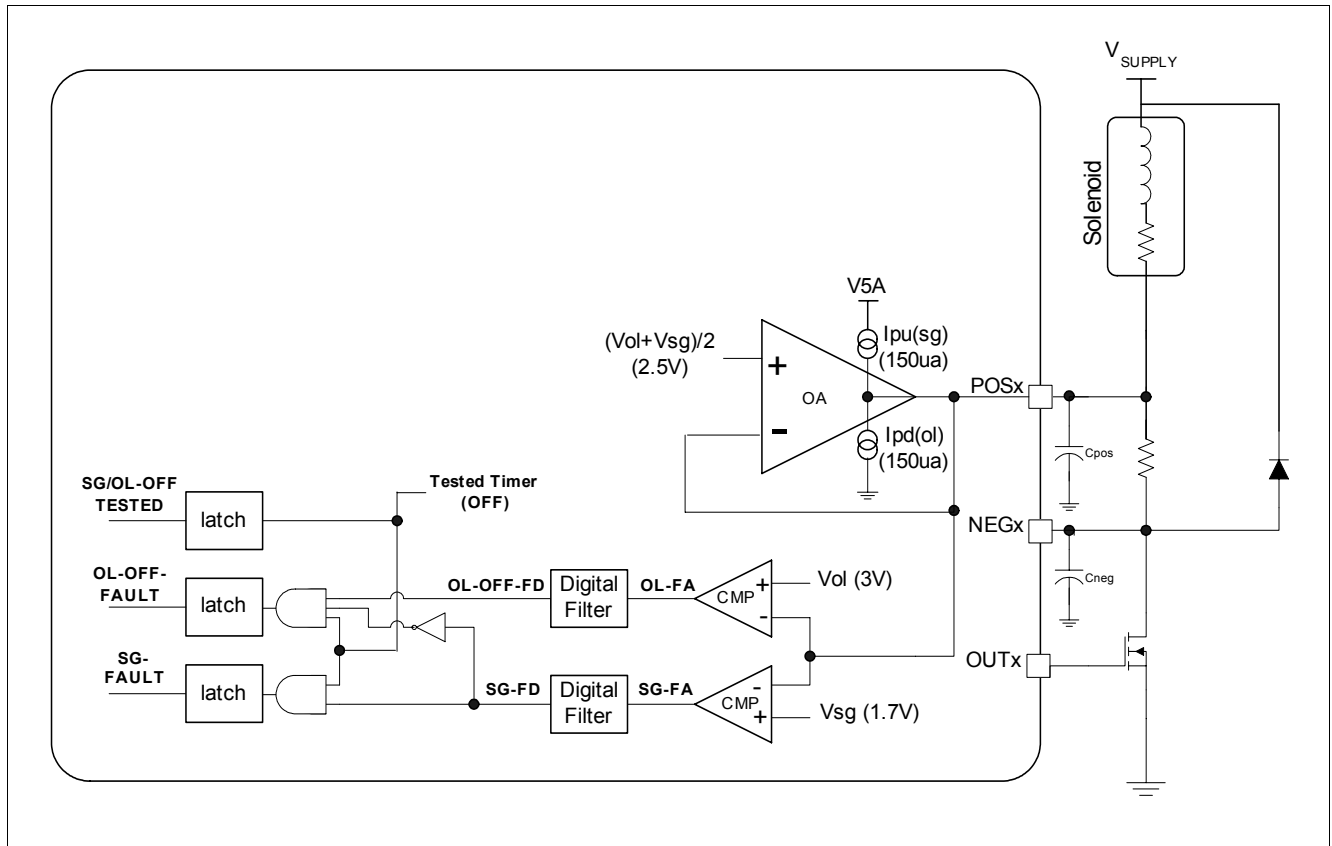 V
SUPPLY
Solenoid
V5A
(Vol+Vsg)/2
(2.5V)
Ipu(sg)
(150ua)
+
OA
-
Ipd(ol)
(150ua)
POSx
Cpos
SG/OL-OFF
TESTED
latch
Tested Timer
(OFF)
NEGx
Cneg
OL-OFF-
FAULT
latch
OL-OFF-FD
Digital
Filter
OL-FA
CMP
+
-
Vol (3V)
OUTx
SG-
FAULT
latch
SG-FD
Digital
Filter
SG-FA
CMP
-
+
Vsg (1.7V)